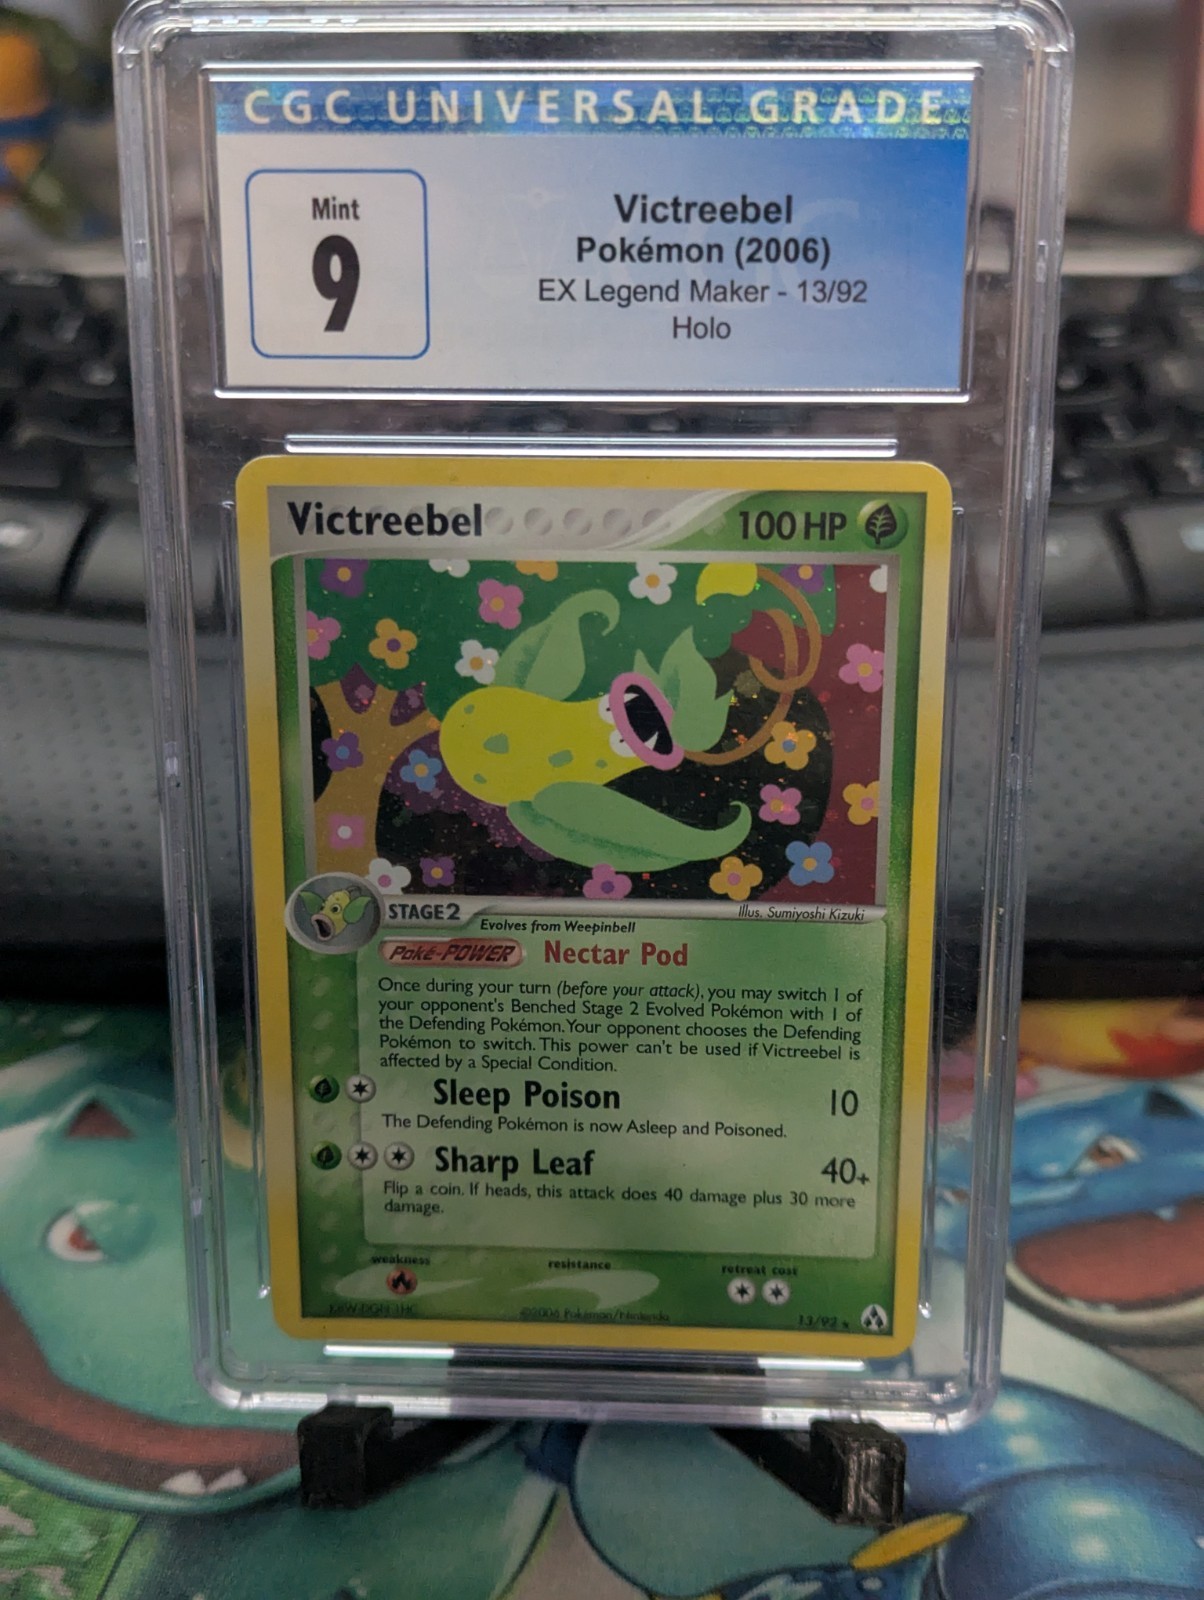 CGC UNIVERSAL GRADE
Mint
9
Victreebel
Pokémon (2006)
EX Legend Maker - 13/92
Holo
Victreebel 100 HP
STAGE 2 Illus. Sumiyoshi Kizuki
Evolves from Weepinbell
Poké-POWER Nectar Pod
Once during your turn (before your attack), you may switch 1 of
your opponent's Benched Stage 2 Evolved Pokémon with 1 of
the Defending Pokémon. Your opponent chooses the Defending
Pokémon to switch. This power can't be used if Victreebel is
affected by a Special Condition.
Sleep Poison 10
The Defending Pokémon is now Asleep and Poisoned.
Sharp Leaf 40+
Flip a coin. If heads, this attack does 40 damage plus 30 more
damage.
weakness resistance retreat cost
©2006 Pokémon/Nintendo 13/92